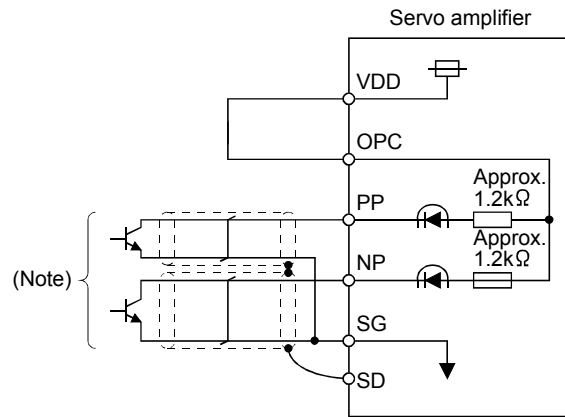 Servo amplifier
VDD
OPC
Approx.
1.2kΩ
PP
Approx.
1.2kΩ
NP
(Note)
SG
SD